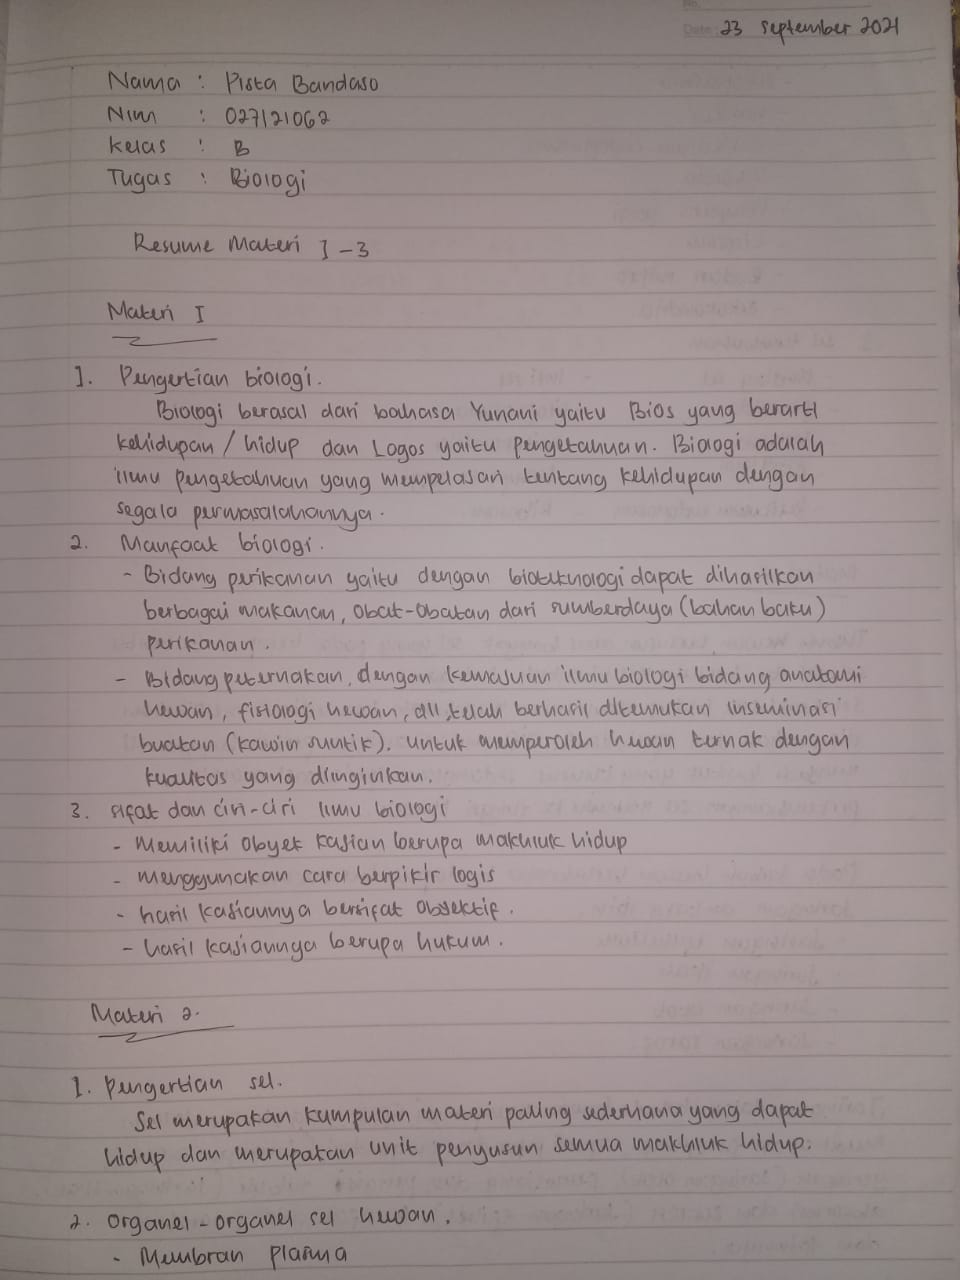 No.
Date : 23 September 2021
Nama : Pista Bandaso
Nim : 027121062
Kelas : B
Tugas : Biologi
Resume Materi I - 3
Materi I
1. Pengertian biologi.
Biologi berasal dari bahasa Yunani yaitu Bios yang berarti
kehidupan / hidup dan Logos yaitu pengetahuan. Biologi adalah
ilmu pengetahuan yang mempelasari tentang kehidupan dengan
segala permasalahannya.
2. Manfaat biologi.
- Bidang perikanan yaitu dengan bioteknologi dapat dihasilkan
berbagai makanan, obat-obatan dari sumberdaya (bahan baku)
perikanan.
- Bidang peternakan, dengan kemajuan ilmu biologi bidang anatomi
hewan, fisiologi hewan, dll, telah berhasil ditemukan inseminasi
buatan (kawin suntik). untuk memperoleh hewan ternak dengan
kualitas yang diinginkan.
3. sifat dan ciri-ciri ilmu biologi
- Memiliki obyek kajian berupa makhluk hidup
- menggunakan cara berpikir logis
- hasil kajiannya bersifat obsektif.
- hasil kajiannya berupa hukum.
Materi 2.
1. Pengertian sel.
Sel merupakan kumpulan materi paling sederhana yang dapat
hidup dan merupakan unit penyusun semua makhluk hidup.
2. Organel-organel sel hewan.
- Membran plasma